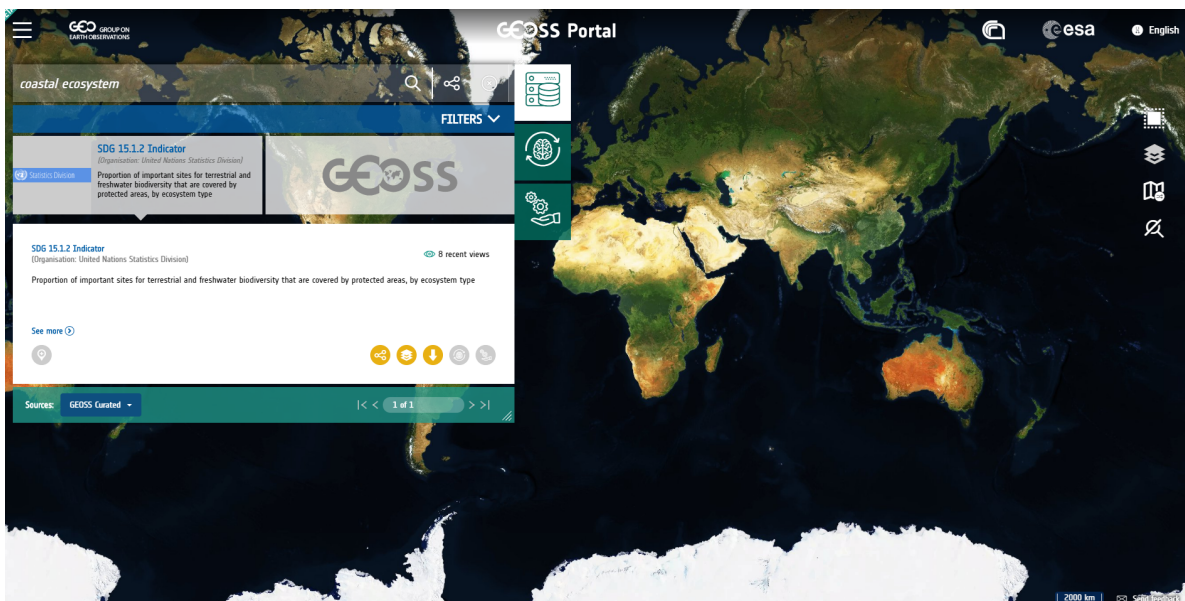 GEO GROUP ON
EARTH OBSERVATIONS
GEOSS Portal
esa
English
coastal ecosystem
FILTERS
SDG 15.1.2 Indicator
(Organisation: United Nations Statistics Division)
Statistics Division
Proportion of important sites for terrestrial and
freshwater biodiversity that are covered by
protected areas, by ecosystem type
GEOSS
SDG 15.1.2 Indicator
(Organisation: United Nations Statistics Division)
8 recent views
Proportion of important sites for terrestrial and freshwater biodiversity that are covered by protected areas, by ecosystem type
See more
Sources: GEOSS Curated |< < 1 of 1 > >|
2000 km Send feedback